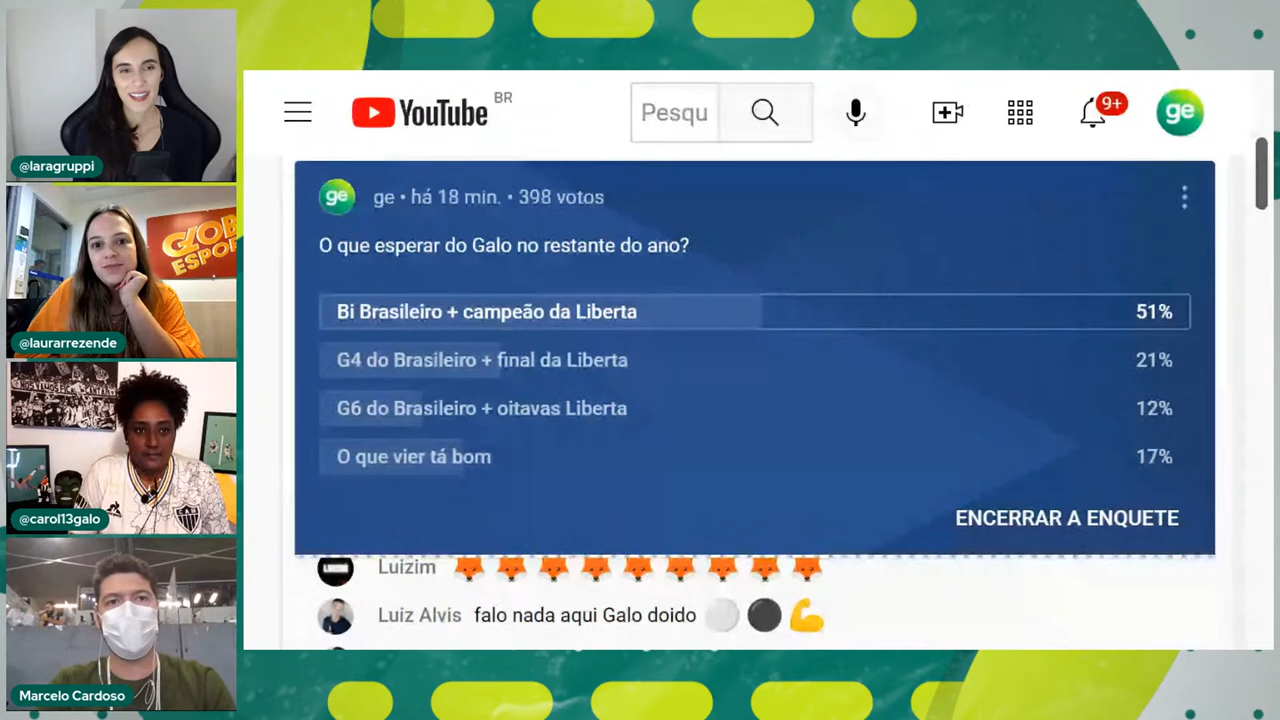 @laragruppi
GLOB
ESPOR
@laurarrezende
@carol13galo
Marcelo Cardoso
YouTube BR
Pesqu
9+
ge
ge
ge • há 18 min. • 398 votos
O que esperar do Galo no restante do ano?
Bi Brasileiro + campeão da Liberta 51%
G4 do Brasileiro + final da Liberta 21%
G6 do Brasileiro + oitavas Liberta 12%
O que vier tá bom 17%
ENCERRAR A ENQUETE
Luizim 🦊🦊🦊🦊🦊🦊🦊🦊🦊
Luiz Alvis falo nada aqui Galo doido ⚪⚫💪